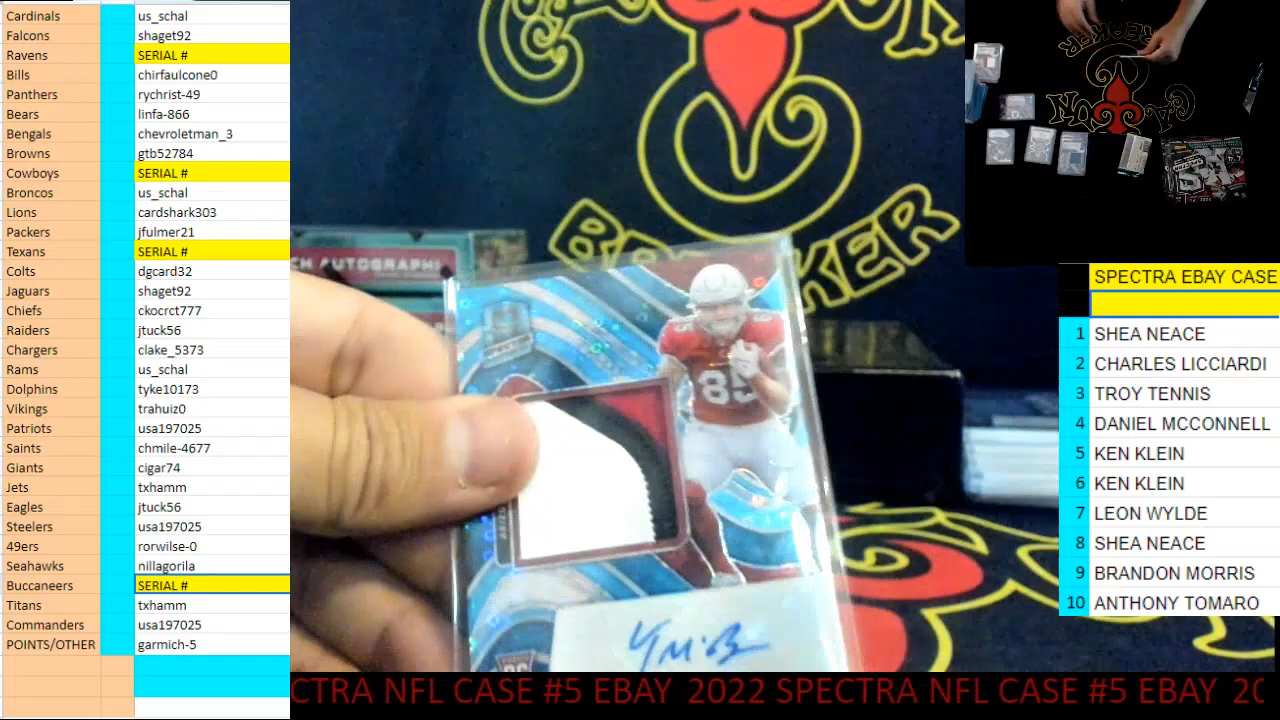 Cardinals us_schal
Falcons shaget92
Ravens SERIAL #
Bills chirfaulcone0
Panthers rychrist-49
Bears linfa-866
Bengals chevroletman_3
Browns gtb52784
Cowboys SERIAL #
Broncos us_schal
Lions cardshark303
Packers jfulmer21
Texans SERIAL #
Colts dgcard32
Jaguars shaget92
Chiefs ckocrct777
Raiders jtuck56
Chargers clake_5373
Rams us_schal
Dolphins tyke10173
Vikings trahuiz0
Patriots usa197025
Saints chmile-4677
Giants cigar74
Jets txhamm
Eagles jtuck56
Steelers usa197025
49ers rorwilse-0
Seahawks nillagorila
Buccaneers SERIAL #
Titans txhamm
Commanders usa197025
POINTS/OTHER garmich-5
CH AUTOGRAPH
85
RC
SPECTRA EBAY CASE
1 SHEA NEACE
2 CHARLES LICCIARDI
3 TROY TENNIS
4 DANIEL MCCONNELL
5 KEN KLEIN
6 KEN KLEIN
7 LEON WYLDE
8 SHEA NEACE
9 BRANDON MORRIS
10 ANTHONY TOMARO
CTRA NFL CASE #5 EBAY 2022 SPECTRA NFL CASE #5 EBAY 20